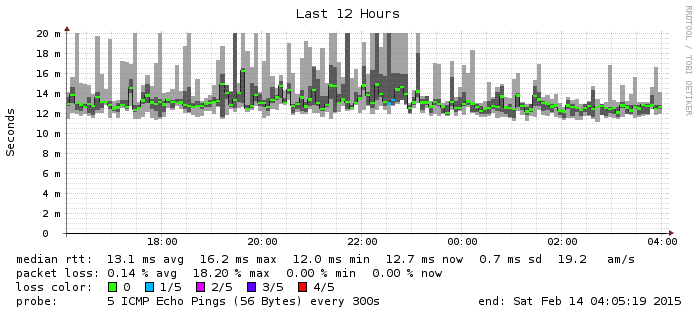 Last 12 Hours
RRDTOOL / TOBI OETIKER
Seconds
20 m
18 m
16 m
14 m
12 m
10 m
8 m
6 m
4 m
2 m
0
18:00 20:00 22:00 00:00 02:00 04:00
median rtt: 13.1 ms avg 16.2 ms max 12.0 ms min 12.7 ms now 0.7 ms sd 19.2 am/s
packet loss: 0.14 % avg 18.20 % max 0.00 % min 0.00 % now
loss color: 0 1/5 2/5 3/5 4/5
probe: 5 ICMP Echo Pings (56 Bytes) every 300s end: Sat Feb 14 04:05:19 2015